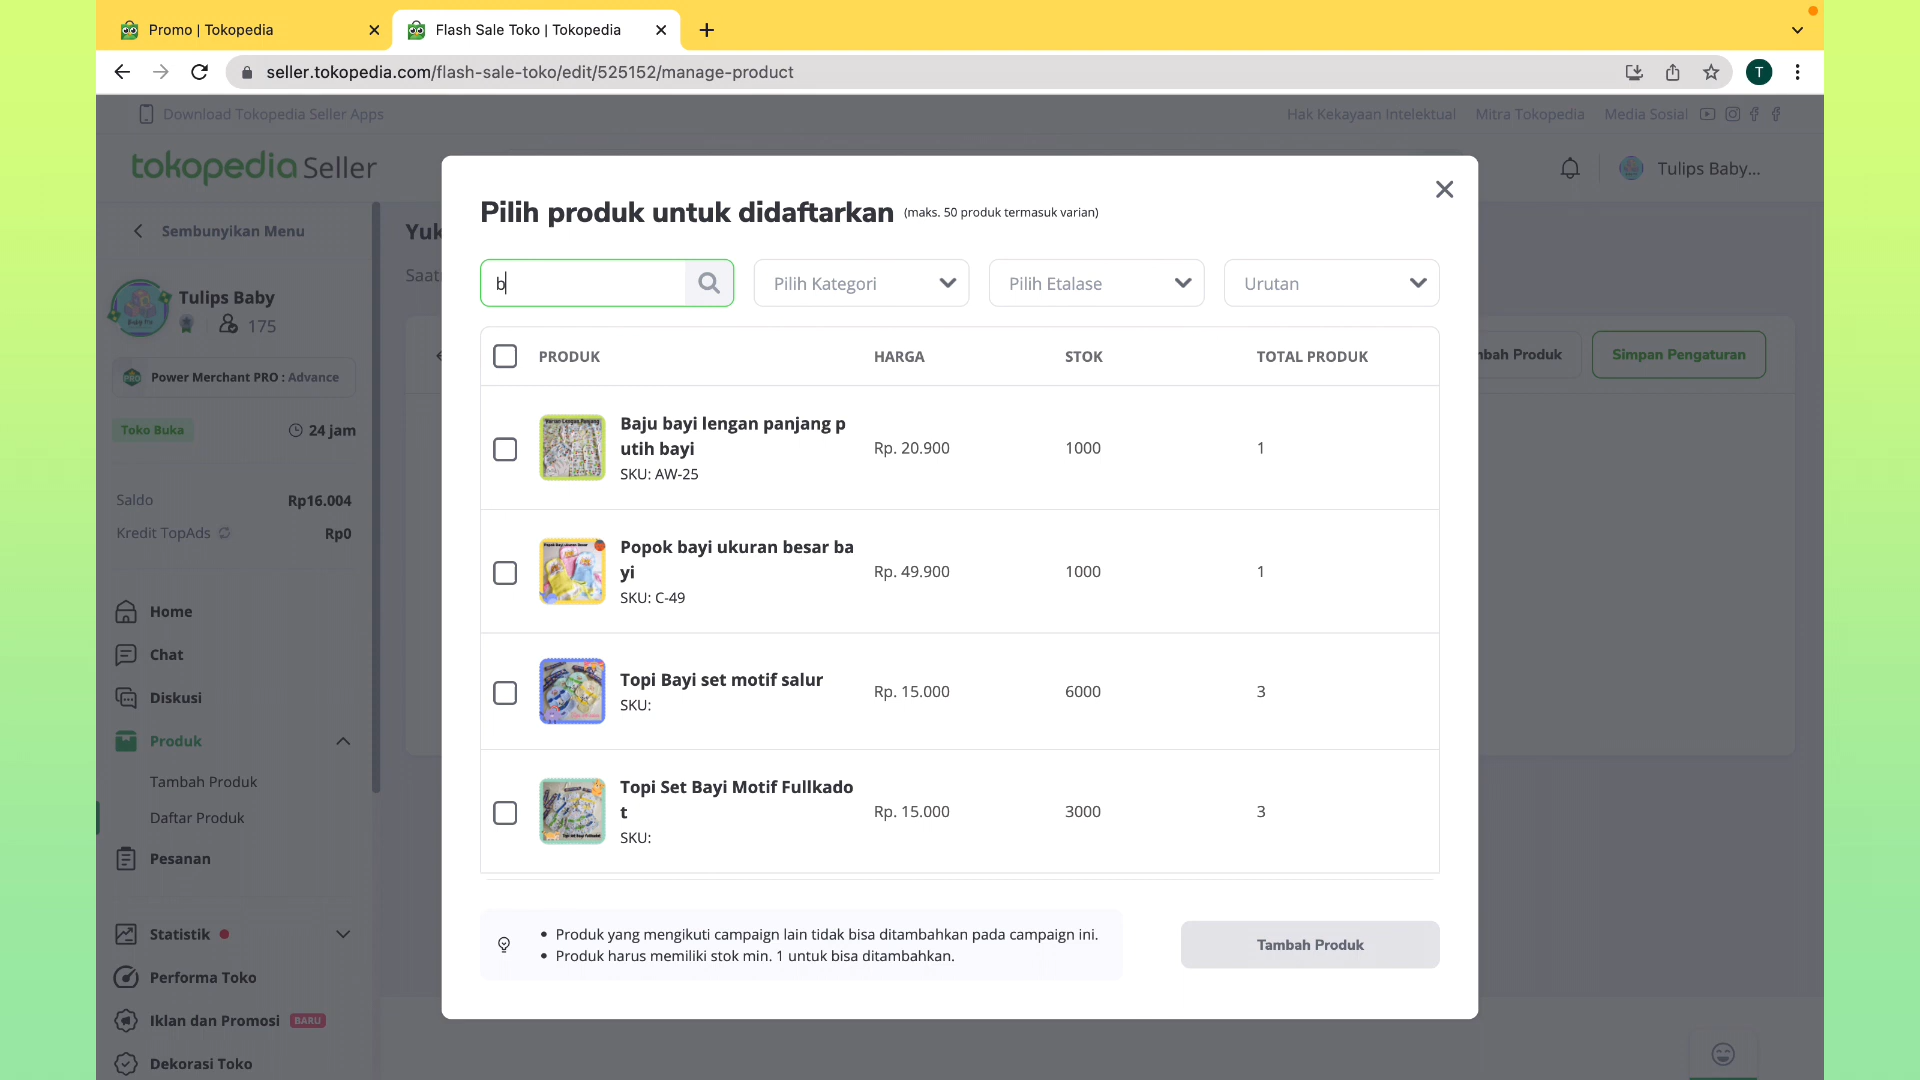 Promo | Tokopedia
Flash Sale Toko | Tokopedia
seller.tokopedia.com/flash-sale-toko/edit/525152/manage-product
T
Download Tokopedia Seller Apps
Hak Kekayaan Intelektual Mitra Tokopedia Media Sosial
tokopedia Seller
Tulips Baby...
Sembunyikan Menu
Tulips Baby
175
Power Merchant PRO : Advance
Toko Buka
24 jam
Saldo Rp16.004
Kredit TopAds Rp0
Home
Chat
Diskusi
Produk
Tambah Produk
Daftar Produk
Pesanan
Statistik
Performa Toko
Iklan dan Promosi BARU
Dekorasi Toko
Yuk
Saat
nbah Produk
Simpan Pengaturan
Pilih produk untuk didaftarkan (maks. 50 produk termasuk varian)
b
Pilih Kategori
Pilih Etalase
Urutan
PRODUK HARGA STOK TOTAL PRODUK
Baju bayi lengan panjang p
utih bayi
SKU: AW-25
Rp. 20.900 1000 1
Popok bayi ukuran besar ba
yi
SKU: C-49
Rp. 49.900 1000 1
Topi Bayi set motif salur
SKU:
Rp. 15.000 6000 3
Topi Set Bayi Motif Fullkado
t
SKU:
Rp. 15.000 3000 3
• Produk yang mengikuti campaign lain tidak bisa ditambahkan pada campaign ini.
• Produk harus memiliki stok min. 1 untuk bisa ditambahkan.
Tambah Produk